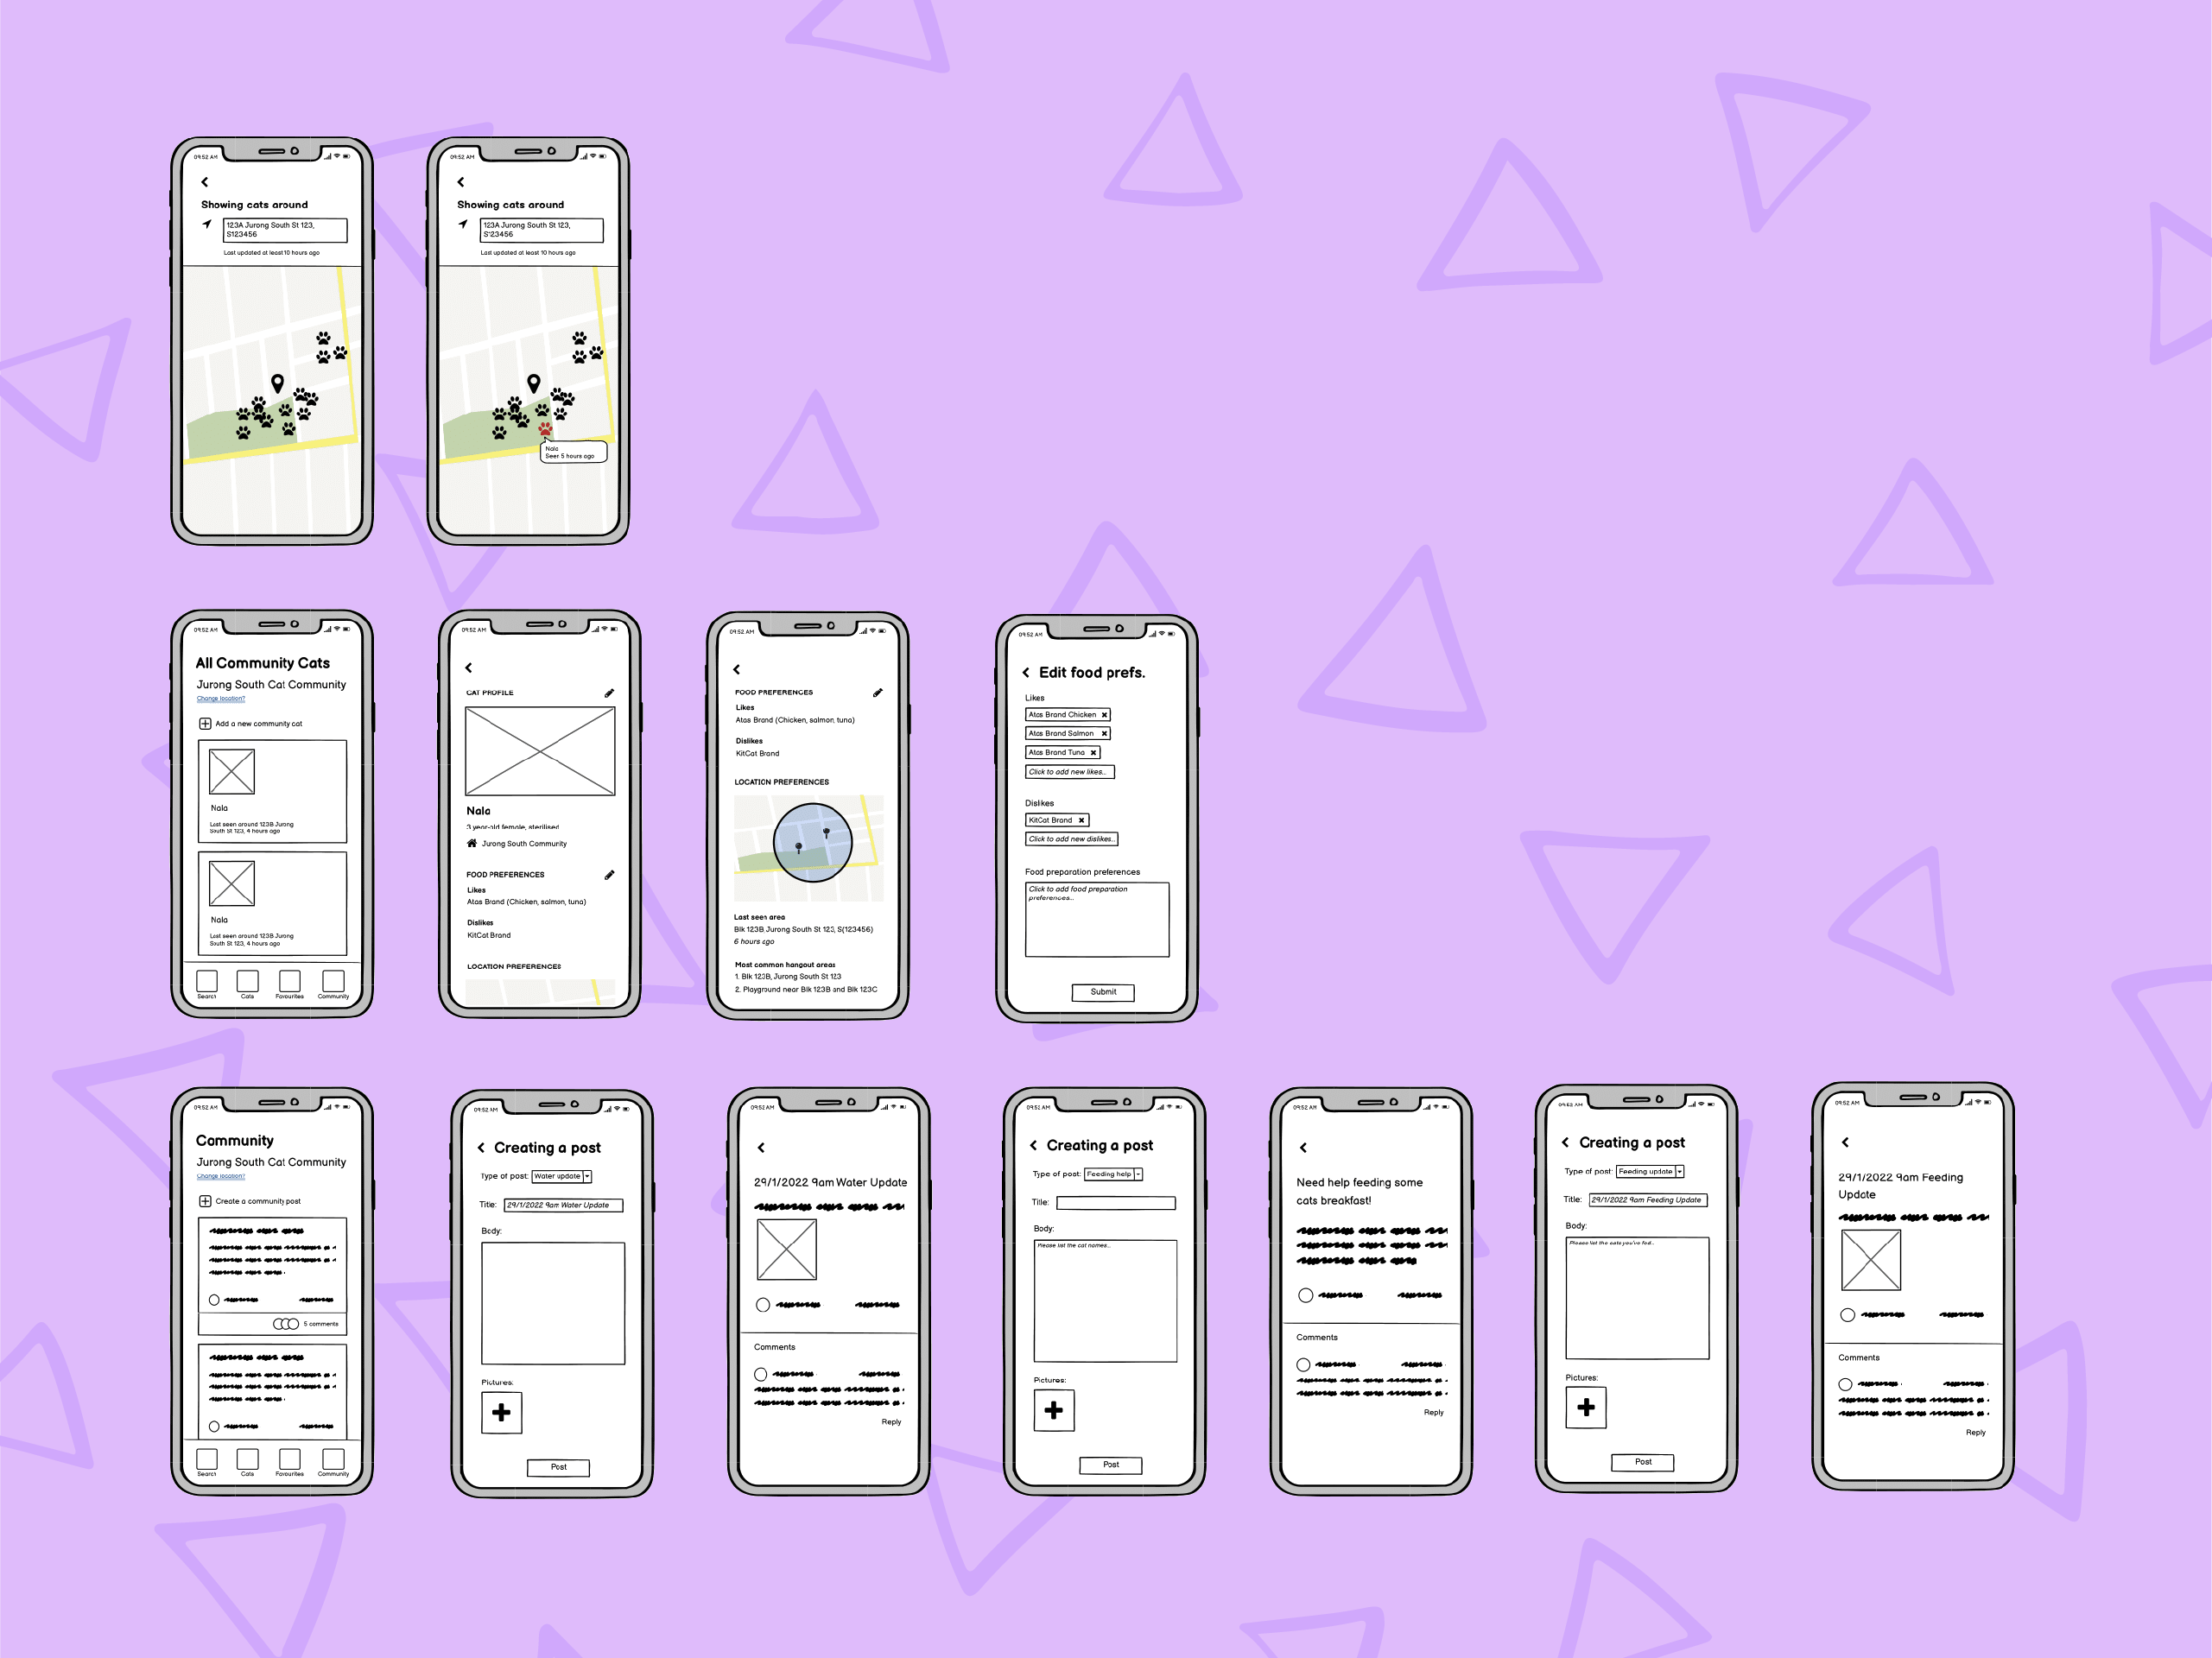 09:52 AM
Showing cats around
123A Jurong South St 123,
S123456
Last updated at least 10 hours ago
09:52 AM
Showing cats around
123A Jurong South St 123,
S123456
Last updated at least 10 hours ago
Nala
Seen 5 hours ago
09:52 AM
All Community Cats
Jurong South Cat Community
Change location?
Add a new community cat
Nala
Last seen around 123B Jurong
South St 123, 4 hours ago
Nala
Last seen around 123B Jurong
South St 123, 4 hours ago
Search Cats Favourites Community
09:52 AM
CAT PROFILE
Nala
3 year-old female, sterilised
Jurong South Community
FOOD PREFERENCES
Likes
Atas Brand (Chicken, salmon, tuna)
Dislikes
KitCat Brand
LOCATION PREFERENCES
09:52 AM
FOOD PREFERENCES
Likes
Atas Brand (Chicken, salmon, tuna)
Dislikes
KitCat Brand
LOCATION PREFERENCES
Last seen area
Blk 123B, Jurong South St 123, S(123456)
6 hours ago
Most common hangout areas
1. Blk 123B, Jurong South St 123
2. Playground near Blk 123B and Blk 123C
09:52 AM
Edit food prefs.
Likes
Atas Brand Chicken
Atas Brand Salmon
Atas Brand Tuna
Click to add new likes...
Dislikes
KitCat Brand
Click to add new dislikes...
Food preparation preferences
Click to add food preparation
preferences...
Submit
09:52 AM
Community
Jurong South Cat Community
Change location?
Create a community post
5 comments
Search Cats Favourites Community
09:52 AM
Creating a post
Type of post: Water update
Title: 29/1/2022 9am Water Update
Body:
Pictures:
Post
09:52 AM
29/1/2022 9am Water Update
Comments
Reply
09:52 AM
Creating a post
Type of post: Feeding help
Title:
Body:
Please list the cat names...
Pictures:
Post
09:52 AM
Need help feeding some
cats breakfast!
Comments
Reply
09:52 AM
Creating a post
Type of post: Feeding update
Title: 29/1/2022 9am Feeding Update
Body:
Please list the cats you've fed...
Pictures:
Post
09:52 AM
29/1/2022 9am Feeding
Update
Comments
Reply